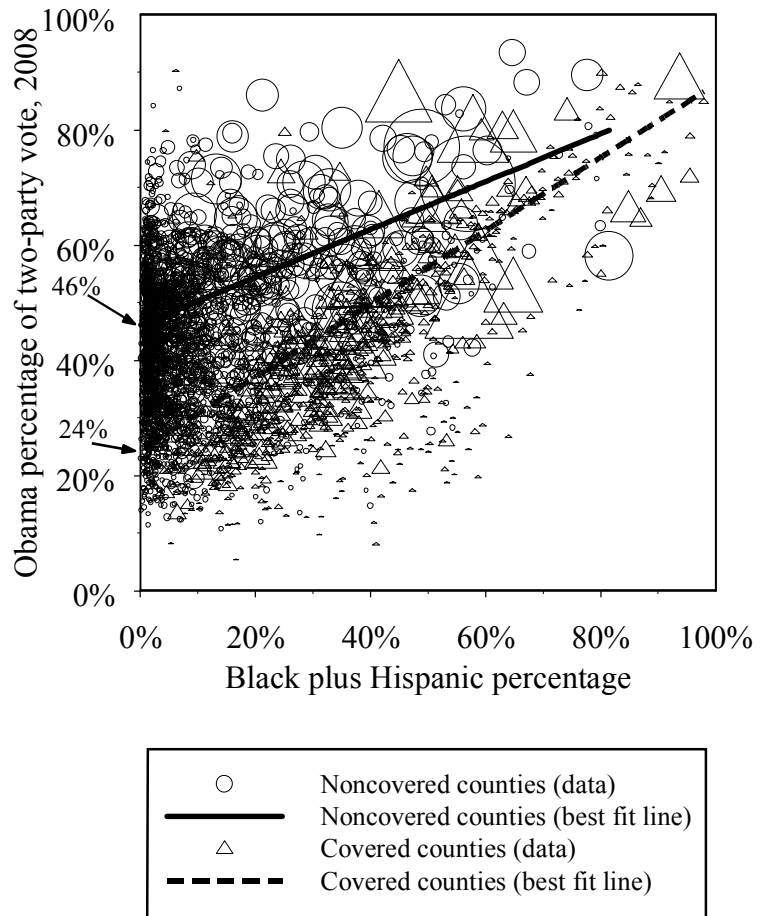 Obama percentage of two-party vote, 2008
100%
80%
60%
46%
40%
24%
20%
0%
0%
20%
40%
60%
80%
100%
Black plus Hispanic percentage
Noncovered counties (data)
Noncovered counties (best fit line)
Covered counties (data)
Covered counties (best fit line)